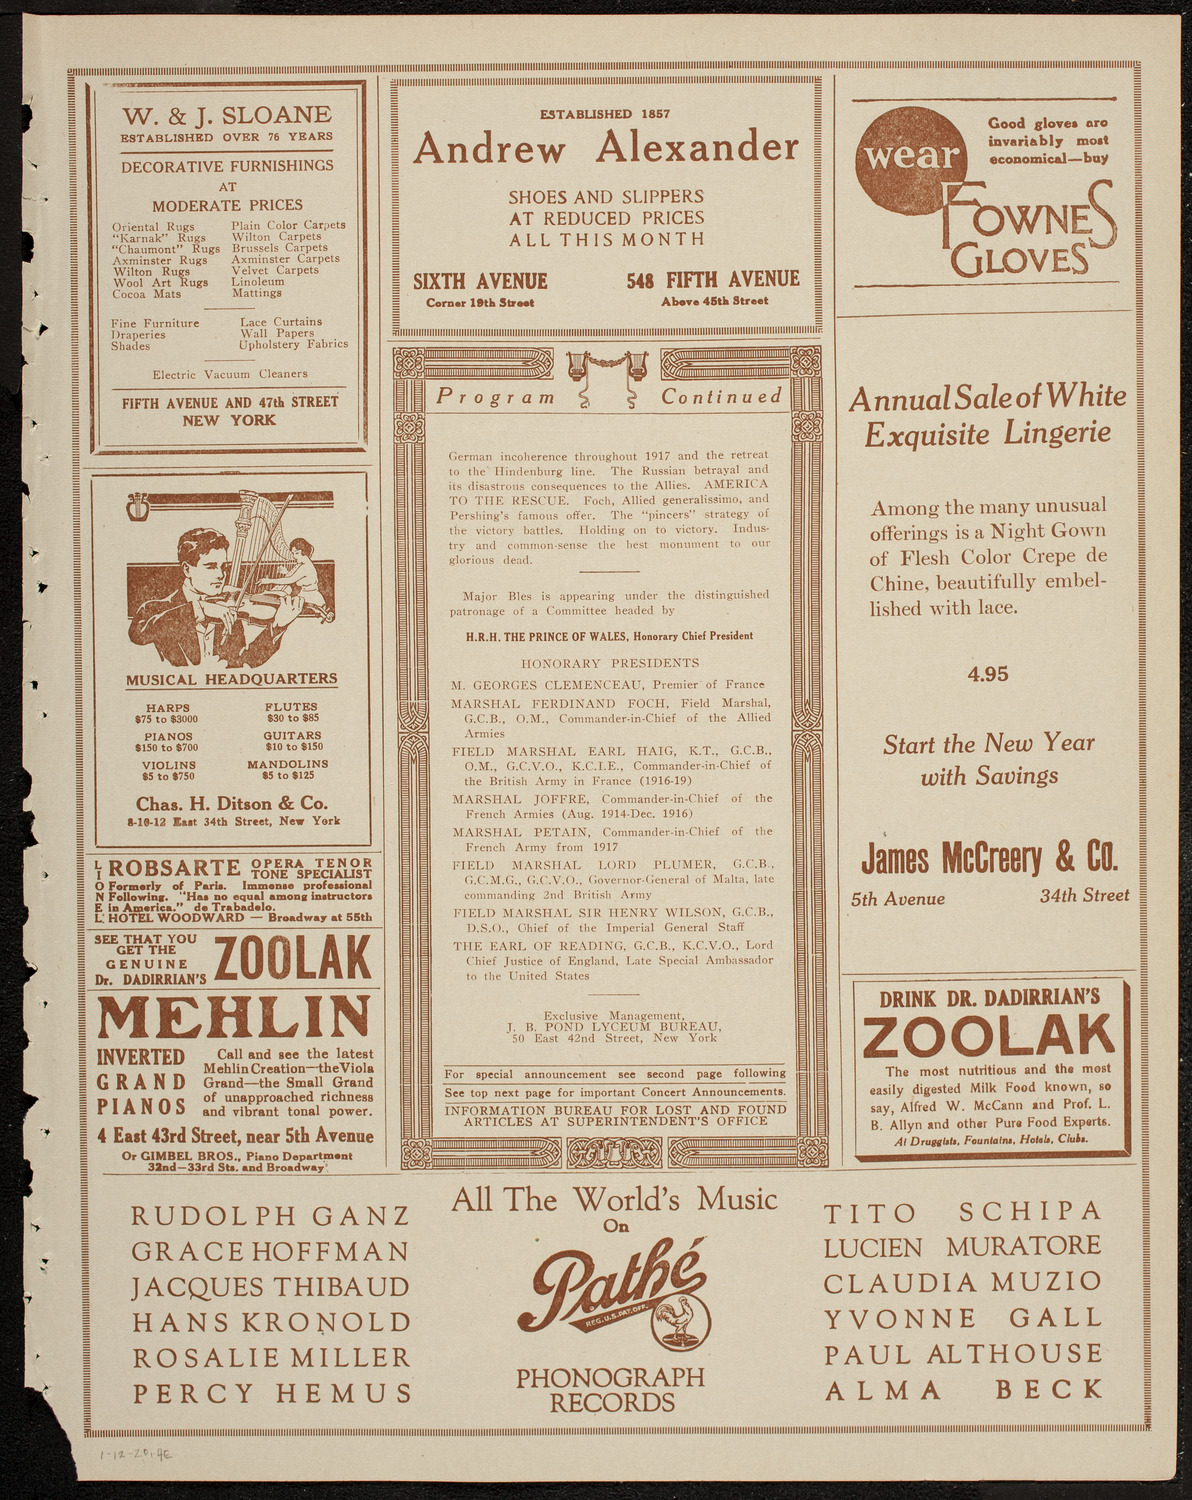 W. & J. SLOANE
ESTABLISHED OVER 76 YEARS
DECORATIVE FURNISHINGS
AT
MODERATE PRICES
Oriental Rugs
"Karnak" Rugs
"Chaumont" Rugs
Axminster Rugs
Wilton Rugs
Wool Art Rugs
Cocoa Mats
Plain Color Carpets
Wilton Carpets
Brussels Carpets
Axminster Carpets
Velvet Carpets
Linoleum
Mattings
Fine Furniture
Draperies
Shades
Lace Curtains
Wall Papers
Upholstery Fabrics
Electric Vacuum Cleaners
FIFTH AVENUE AND 47th STREET
NEW YORK
MUSICAL HEADQUARTERS
HARPS
$75 to $3000
PIANOS
$150 to $700
VIOLINS
$5 to $750
FLUTES
$30 to $85
GUITARS
$10 to $150
MANDOLINS
$5 to $125
Chas. H. Ditson & Co.
8-10-12 East 34th Street, New York
LIONEL ROBSARTE OPERA TENOR
TONE SPECIALIST
Formerly of Paris. Immense professional
Following. "Has no equal among instructors
in America." de Trabadelo.
HOTEL WOODWARD — Broadway at 55th
SEE THAT YOU
GET THE
GENUINE
Dr. DADIRRIAN'S
ZOOLAK
MEHLIN
INVERTED
GRAND
PIANOS
Call and see the latest
Mehlin Creation—the Viola
Grand—the Small Grand
of unapproached richness
and vibrant tonal power.
4 East 43rd Street, near 5th Avenue
Or GIMBEL BROS., Piano Department
32nd—33rd Sts. and Broadway
ESTABLISHED 1857
Andrew Alexander
SHOES AND SLIPPERS
AT REDUCED PRICES
ALL THIS MONTH
SIXTH AVENUE
Corner 19th Street
548 FIFTH AVENUE
Above 45th Street
Program Continued
German incoherence throughout 1917 and the retreat
to the Hindenburg line. The Russian betrayal and
its disastrous consequences to the Allies. AMERICA
TO THE RESCUE. Foch, Allied generalissimo, and
Pershing's famous offer. The "pincers" strategy of
the victory battles. Holding on to victory. Indus-
try and common-sense the best monument to our
glorious dead.
Major Bles is appearing under the distinguished
patronage of a Committee headed by
H.R.H. THE PRINCE OF WALES, Honorary Chief President
HONORARY PRESIDENTS
M. GEORGES CLEMENCEAU, Premier of France
MARSHAL FERDINAND FOCH, Field Marshal,
G.C.B., O.M., Commander-in-Chief of the Allied
Armies
FIELD MARSHAL EARL HAIG, K.T., G.C.B.,
O.M., G.C.V.O., K.C.I.E., Commander-in-Chief of
the British Army in France (1916-19)
MARSHAL JOFFRE, Commander-in-Chief of the
French Armies (Aug. 1914-Dec. 1916)
MARSHAL PETAIN, Commander-in-Chief of the
French Army from 1917
FIELD MARSHAL LORD PLUMER, G.C.B.,
G.C.M.G., G.C.V.O., Governor-General of Malta, late
commanding 2nd British Army
FIELD MARSHAL SIR HENRY WILSON, G.C.B.,
D.S.O., Chief of the Imperial General Staff
THE EARL OF READING, G.C.B., K.C.V.O., Lord
Chief Justice of England, Late Special Ambassador
to the United States
Exclusive Management,
J. B. POND LYCEUM BUREAU,
50 East 42nd Street, New York
For special announcement see second page following
See top next page for important Concert Announcements.
INFORMATION BUREAU FOR LOST AND FOUND
ARTICLES AT SUPERINTENDENT'S OFFICE
wear
Good gloves are
invariably most
economical—buy
FOWNES
GLOVES
Annual Sale of White
Exquisite Lingerie
Among the many unusual
offerings is a Night Gown
of Flesh Color Crepe de
Chine, beautifully embel-
lished with lace.
4.95
Start the New Year
with Savings
James McCreery & Co.
5th Avenue 34th Street
DRINK DR. DADIRRIAN'S
ZOOLAK
The most nutritious and the most
easily digested Milk Food known, so
say, Alfred W. McCann and Prof. L.
B. Allyn and other Pure Food Experts.
At Druggists, Fountains, Hotels, Clubs.
RUDOLPH GANZ
GRACE HOFFMAN
JACQUES THIBAUD
HANS KRONOLD
ROSALIE MILLER
PERCY HEMUS
All The World's Music
On
Pathé
REG. U.S. PAT. OFF.
PHONOGRAPH
RECORDS
TITO SCHIPA
LUCIEN MURATORE
CLAUDIA MUZIO
YVONNE GALL
PAUL ALTHOUSE
ALMA BECK
1-12-20, 4E